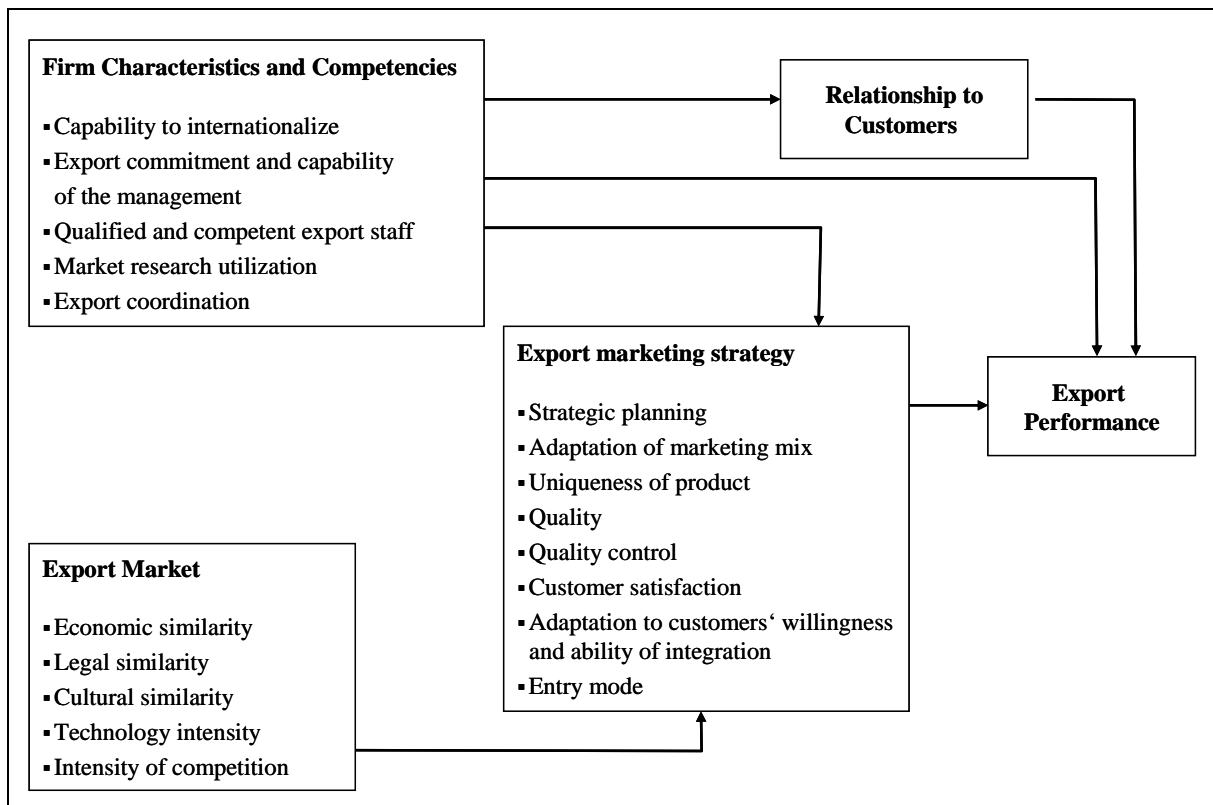 Firm Characteristics and Competencies
▪Capability to internationalize
▪Export commitment and capability
of the management
▪Qualified and competent export staff
▪Market research utilization
▪Export coordination
Relationship to
Customers
Export marketing strategy
▪Strategic planning
▪Adaptation of marketing mix
▪Uniqueness of product
▪Quality
▪Quality control
▪Customer satisfaction
▪Adaptation to customers‘ willingness
and ability of integration
▪Entry mode
Export
Performance
Export Market
▪Economic similarity
▪Legal similarity
▪Cultural similarity
▪Technology intensity
▪Intensity of competition